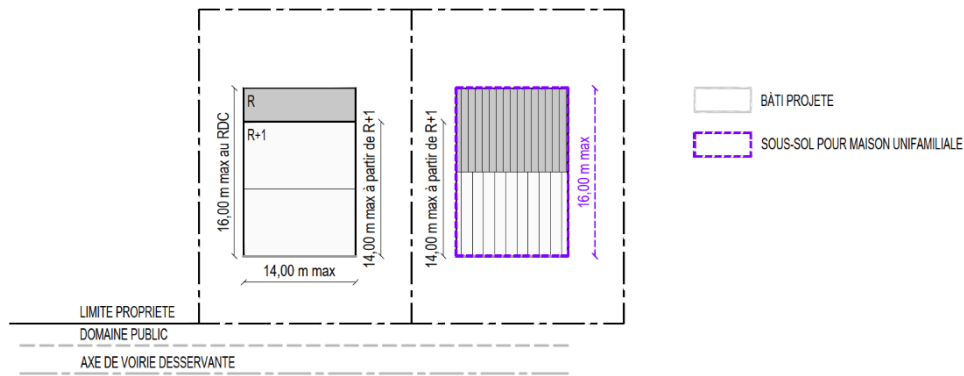 R
R+1
16,00 m max au RDC
14,00 m max à partir de R+1
14,00 m max
14,00 m max à partir de R+1
16,00 m max
BÂTI PROJETE
SOUS-SOL POUR MAISON UNIFAMILIALE
LIMITE PROPRIETE
DOMAINE PUBLIC
AXE DE VOIRIE DESSERVANTE